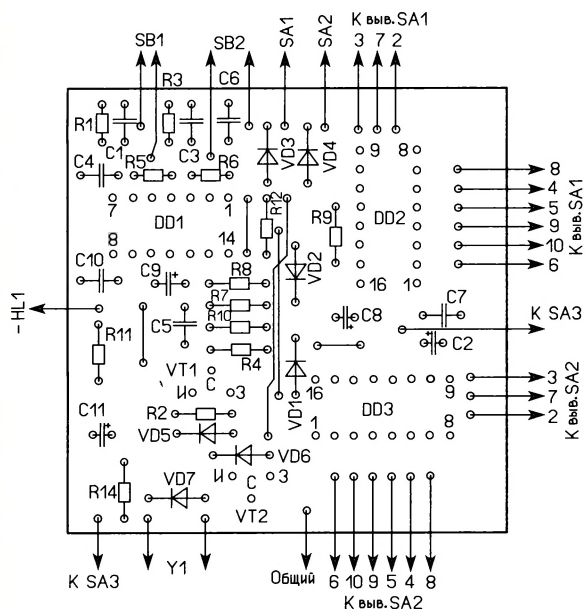 К выв. SA1
SB1 SB2 SA1 SA2 3 7 2
R3 C6
R1 C1 C3 VD3 VD4 9 8
C4 R5 R6 8
7 1 R12 4
DD1 R9 DD2 5
8 14 9
10
6
К выв. SA1
C10 C9 R8 VD2 16 1
R7 C7
-HL1 C5 R10 C8 К SA3
R11 R4 C2
VT1 C VD1 16 9 3
И 3 7
C11 R2 1 DD3 8 2
К выв. SA2
VD5
VD6
R14 VD7 И C 3
VT2
К SA3 Y1 Общий 6 10 9 5 4 8
К выв. SA2